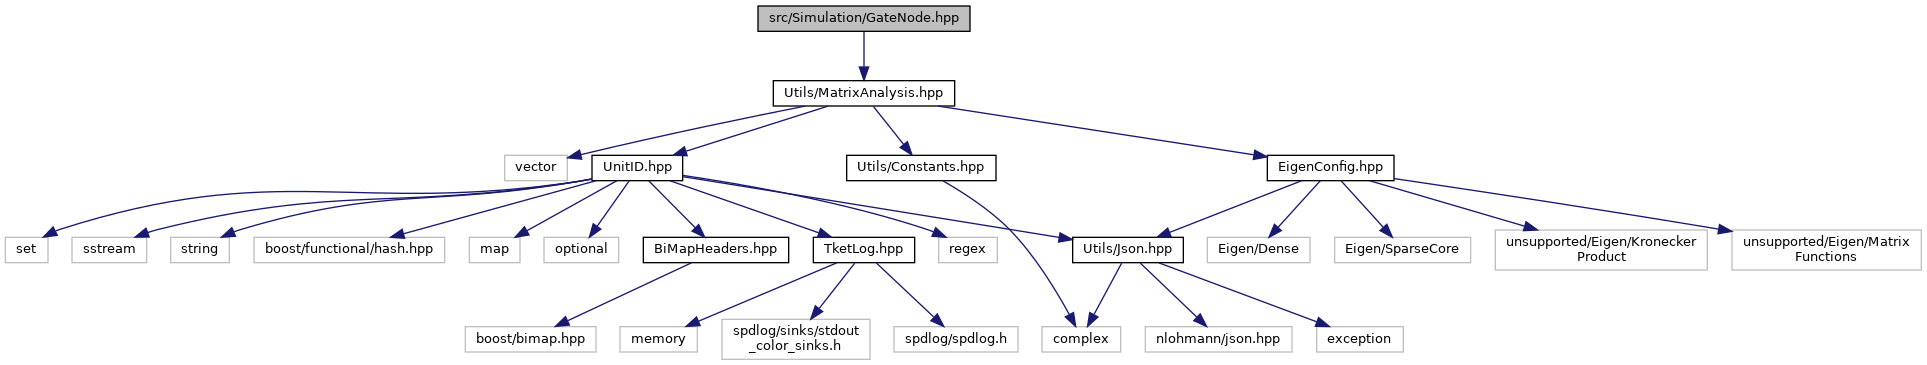 src/Simulation/GateNode.hpp
Utils/MatrixAnalysis.hpp
vector
UnitID.hpp
Utils/Constants.hpp
EigenConfig.hpp
set
sstream
string
boost/functional/hash.hpp
map
optional
BiMapHeaders.hpp
TketLog.hpp
regex
Utils/Json.hpp
Eigen/Dense
Eigen/SparseCore
unsupported/Eigen/Kronecker
Product
unsupported/Eigen/Matrix
Functions
boost/bimap.hpp
memory
spdlog/sinks/stdout
_color_sinks.h
spdlog/spdlog.h
complex
nlohmann/json.hpp
exception